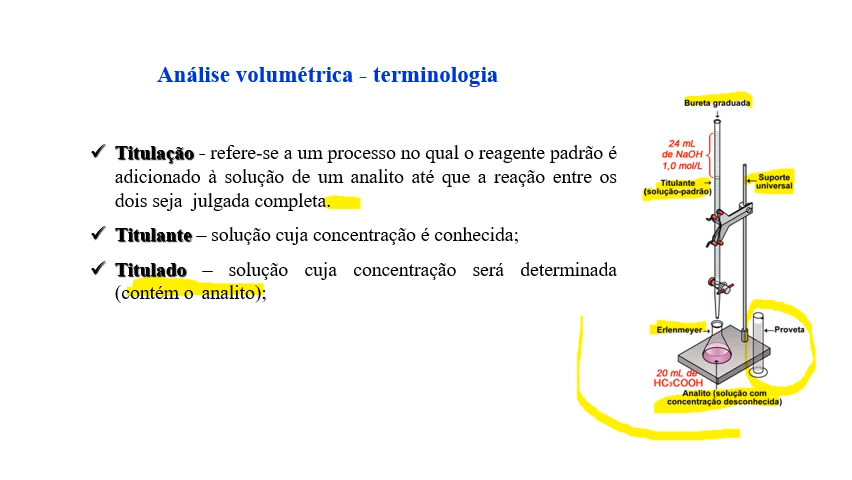 Análise volumétrica - terminologia
✓ Titulação - refere-se a um processo no qual o reagente padrão é
adicionado à solução de um analito até que a reação entre os
dois seja julgada completa.
✓ Titulante – solução cuja concentração é conhecida;
✓ Titulado – solução cuja concentração será determinada
(contém o analito);
Bureta graduada
24 mL
de NaOH
1,0 mol/L
Titulante
(solução-padrão)
Suporte
universal
Erlenmeyer
Proveta
20 mL de
HC₃COOH
Analito (solução com
concentração desconhecida)